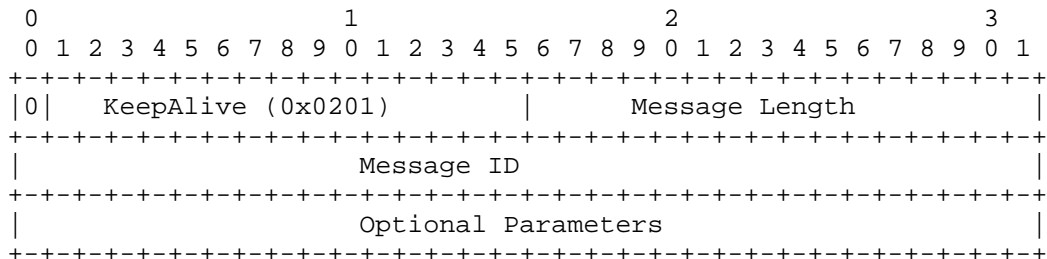 0                   1                   2                   3
 0 1 2 3 4 5 6 7 8 9 0 1 2 3 4 5 6 7 8 9 0 1 2 3 4 5 6 7 8 9 0 1
+-+-+-+-+-+-+-+-+-+-+-+-+-+-+-+-+-+-+-+-+-+-+-+-+-+-+-+-+-+-+-+-+
|0|   KeepAlive (0x0201)        |      Message Length           |
+-+-+-+-+-+-+-+-+-+-+-+-+-+-+-+-+-+-+-+-+-+-+-+-+-+-+-+-+-+-+-+-+
|                     Message ID                                |
+-+-+-+-+-+-+-+-+-+-+-+-+-+-+-+-+-+-+-+-+-+-+-+-+-+-+-+-+-+-+-+-+
|                     Optional Parameters                       |
+-+-+-+-+-+-+-+-+-+-+-+-+-+-+-+-+-+-+-+-+-+-+-+-+-+-+-+-+-+-+-+-+